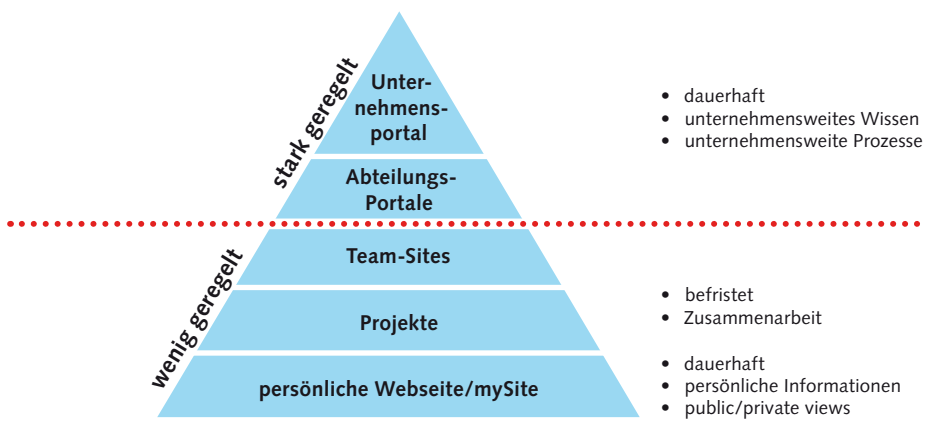 stark geregelt
Unter-
nehmens-
portal
Abteilungs-
Portale
• dauerhaft
• unternehmensweites Wissen
• unternehmensweite Prozesse
wenig geregelt
Team-Sites
Projekte
persönliche Webseite/mySite
• befristet
• Zusammenarbeit
• dauerhaft
• persönliche Informationen
• public/private views